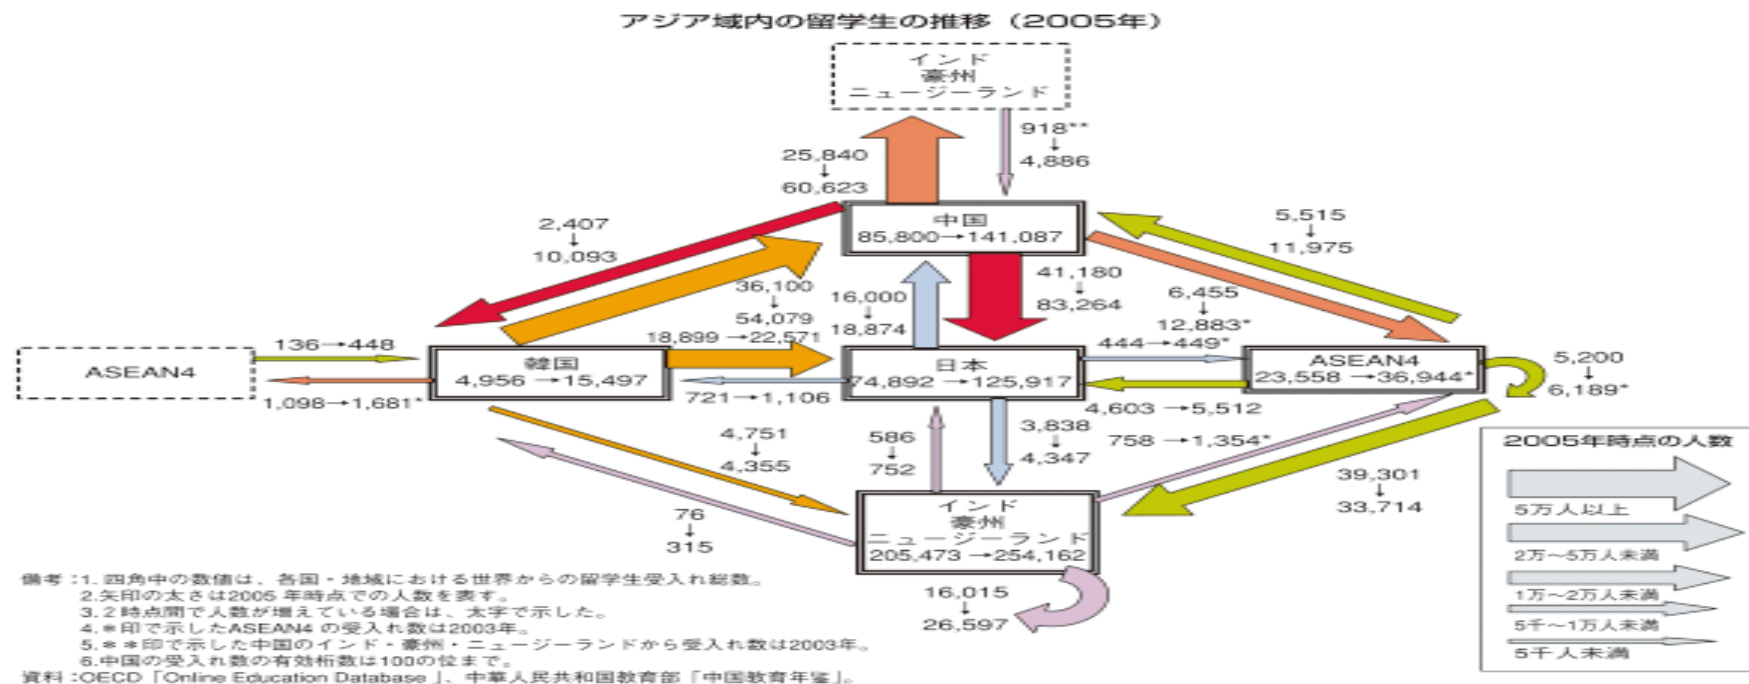 アジア域内の留学生の推移（2005年）
インド
豪州
ニュージーランド
918**
↓
4,886
25,840
↓
60,623
2,407
↓
10,093
中国
85,800→141,087
5,515
↓
11,975
36,100
↓
54,079
16,000
↓
18,874
41,180
↓
83,264
6,455
↓
12,883*
136→448
18,899→22,571
444→449*
ASEAN4
韓国
4,956→15,497
日本
74,892→125,917
ASEAN4
23,558→36,944*
5,200
↓
6,189*
1,098→1,681*
721→1,106
4,603→5,512
4,751
↓
4,355
586
↓
752
3,838
↓
4,347
758→1,354*
39,301
↓
33,714
76
↓
315
インド
豪州
ニュージーランド
205,473→254,162
16,015
↓
26,597
2005年時点の人数
5万人以上
2万～5万人未満
1万～2万人未満
5千～1万人未満
5千人未満
備考：1. 四角中の数値は、各国・地域における世界からの留学生受入れ総数。
2.矢印の太さは2005 年時点での人数を表す。
3.２時点間で人数が増えている場合は、太字で示した。
4.＊印で示したASEAN4 の受入れ数は2003年。
5.＊＊印で示した中国のインド・豪州・ニュージーランドから受入れ数は2003年。
6.中国の受入れ数の有効桁数は100の位まで。
資料：OECD「Online Education Database」、中華人民共和国教育部「中国教育年鑑」。